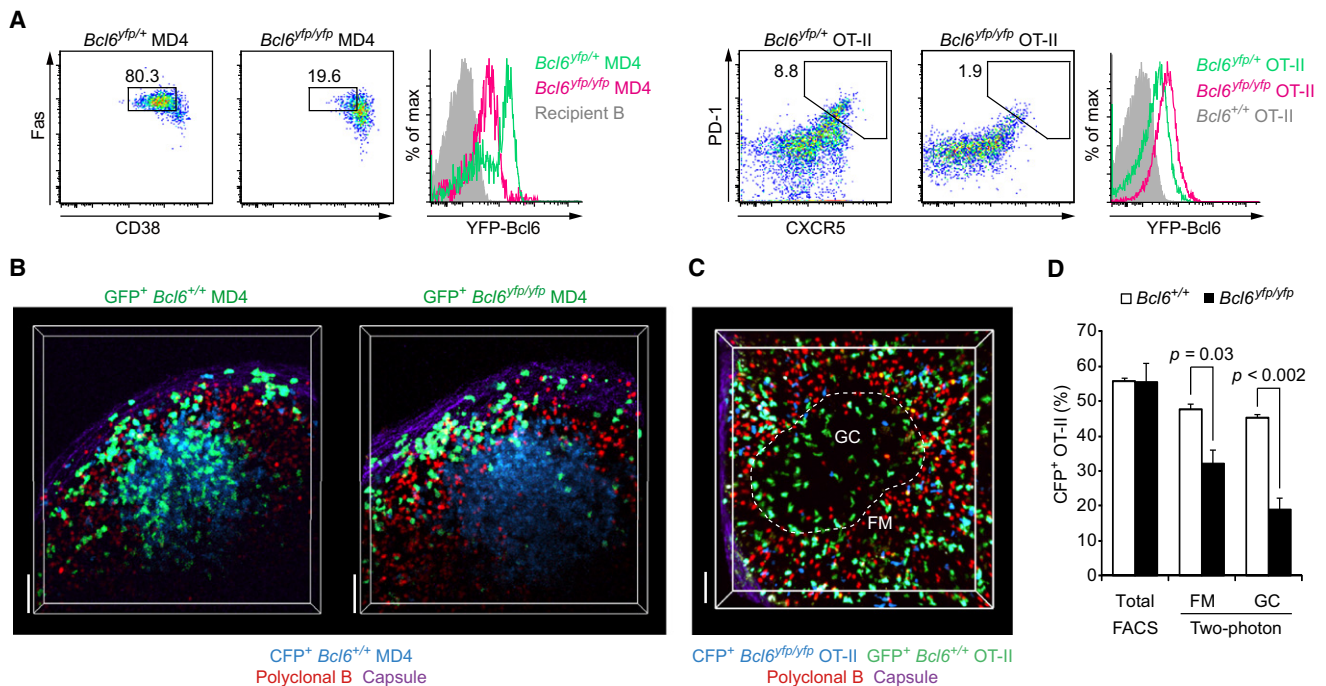 A
Bcl6yfp/+ MD4
Bcl6yfp/yfp MD4
80.3
19.6
Fas
CD38
Bcl6yfp/+ MD4
Bcl6yfp/yfp MD4
Recipient B
% of max
YFP-Bcl6
Bcl6yfp/+ OT-II
Bcl6yfp/yfp OT-II
8.8
1.9
PD-1
CXCR5
Bcl6yfp/+ OT-II
Bcl6yfp/yfp OT-II
Bcl6+/+ OT-II
% of max
YFP-Bcl6
B
GFP+ Bcl6+/+ MD4
GFP+ Bcl6yfp/yfp MD4
CFP+ Bcl6+/+ MD4
Polyclonal B Capsule
C
GC
FM
CFP+ Bcl6yfp/yfp OT-II GFP+ Bcl6+/+ OT-II
Polyclonal B Capsule
D
Bcl6+/+ Bcl6yfp/yfp
CFP+ OT-II (%)
70
60
50
40
30
20
10
0
p = 0.03
p < 0.002
Total FM GC
FACS Two-photon